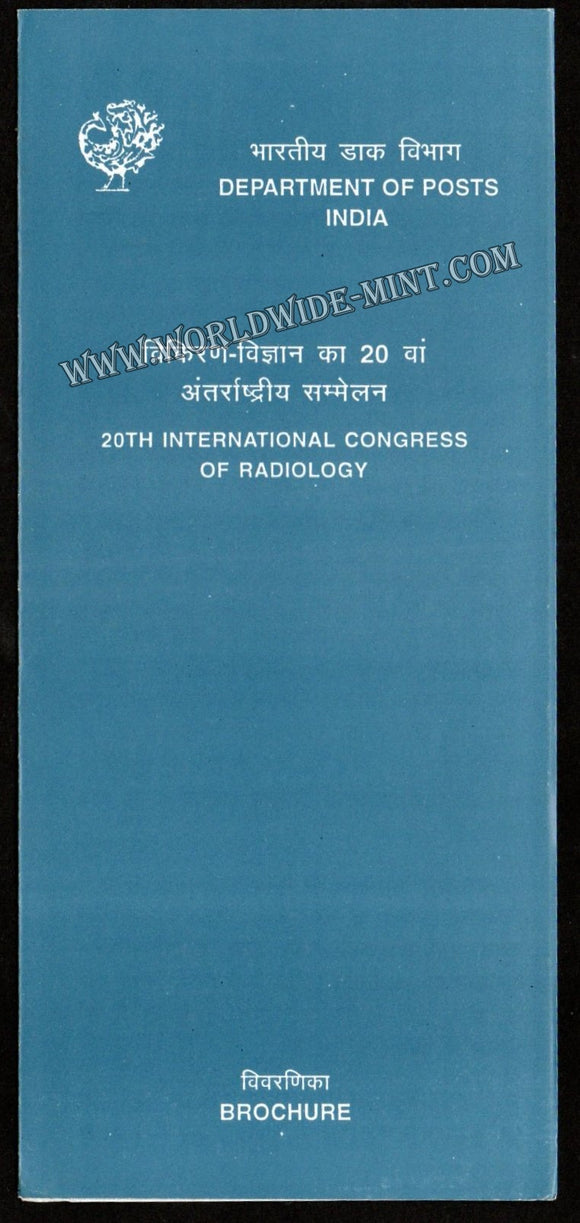 भारतीय डाक विभाग
DEPARTMENT OF POSTS
INDIA
WWW.WORLDWIDE-MINT.COM
विकिरण-विज्ञान का 20 वां
अंतर्राष्ट्रीय सम्मेलन
20TH INTERNATIONAL CONGRESS
OF RADIOLOGY
विवरणिका
BROCHURE